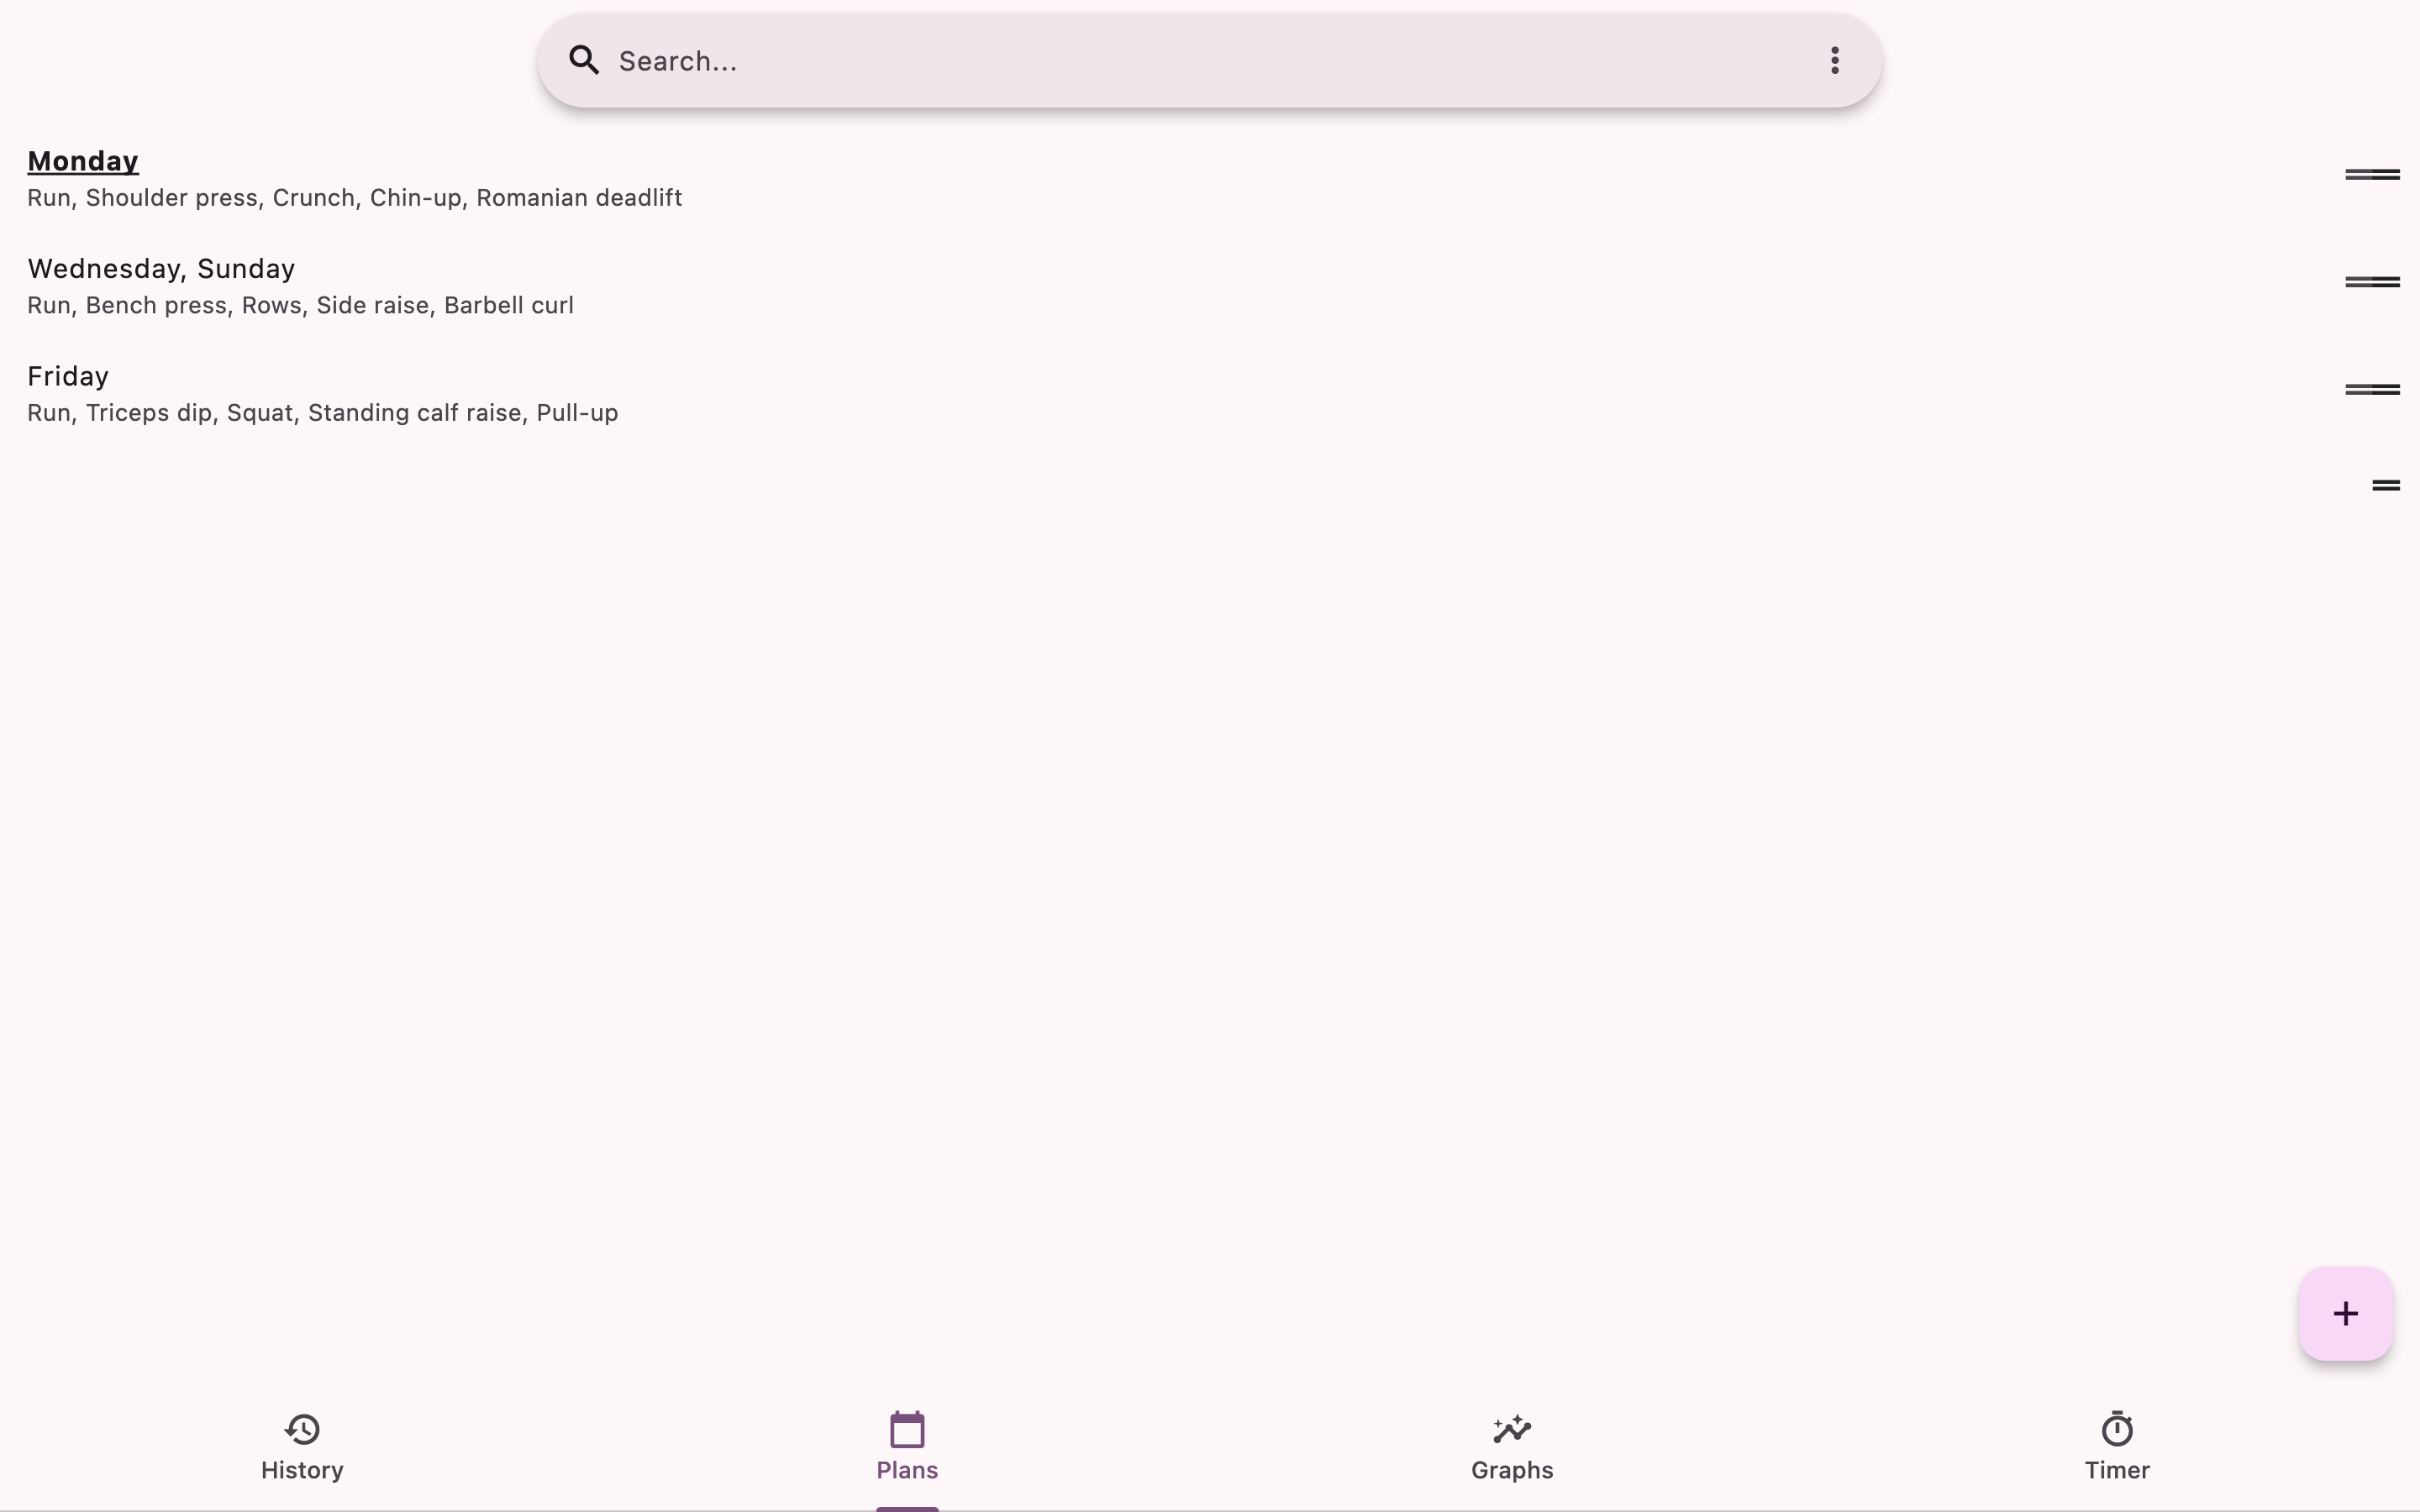 Search...
Monday
Run, Shoulder press, Crunch, Chin-up, Romanian deadlift
Wednesday, Sunday
Run, Bench press, Rows, Side raise, Barbell curl
Friday
Run, Triceps dip, Squat, Standing calf raise, Pull-up
History
Plans
Graphs
Timer